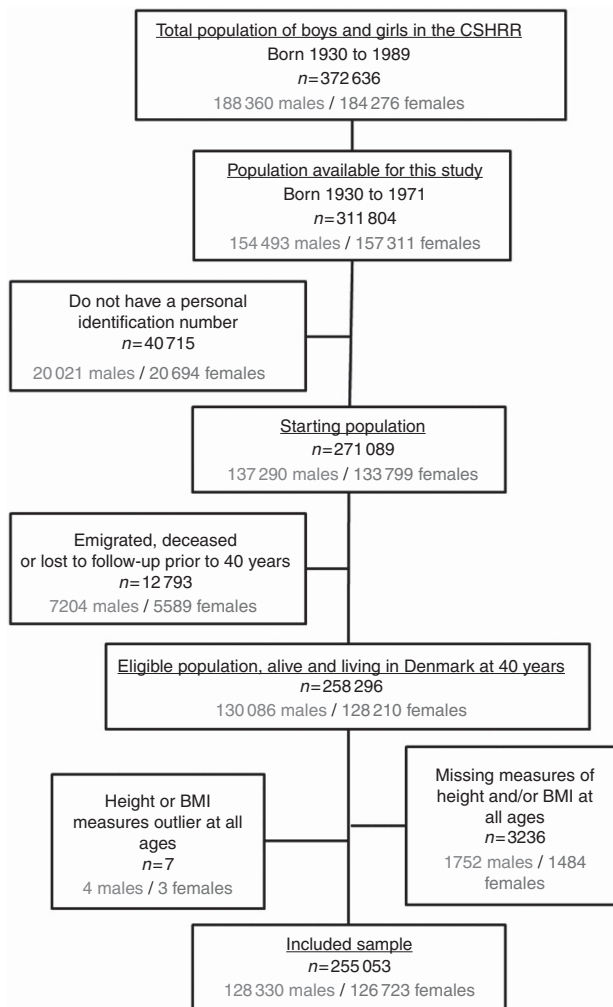 Total population of boys and girls in the CSHRR
Born 1930 to 1989
n=372 636
188 360 males / 184 276 females
Population available for this study
Born 1930 to 1971
n=311 804
154 493 males / 157 311 females
Do not have a personal
identification number
n=40 715
20 021 males / 20 694 females
Starting population
n=271 089
137 290 males / 133 799 females
Emigrated, deceased
or lost to follow-up prior to 40 years
n=12 793
7204 males / 5589 females
Eligible population, alive and living in Denmark at 40 years
n=258 296
130 086 males / 128 210 females
Height or BMI
measures outlier at all
ages
n=7
4 males / 3 females
Missing measures of
height and/or BMI at
all ages
n=3236
1752 males / 1484
females
Included sample
n=255 053
128 330 males / 126 723 females